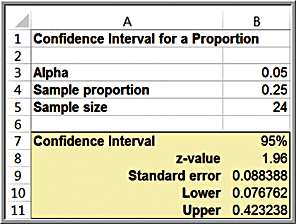 A B
1 Confidence Interval for a Proportion
2
3 Alpha 0.05
4 Sample proportion 0.25
5 Sample size 24
6
7 Confidence Interval 95%
8 z-value 1.96
9 Standard error 0.088388
10 Lower 0.076762
11 Upper 0.423238